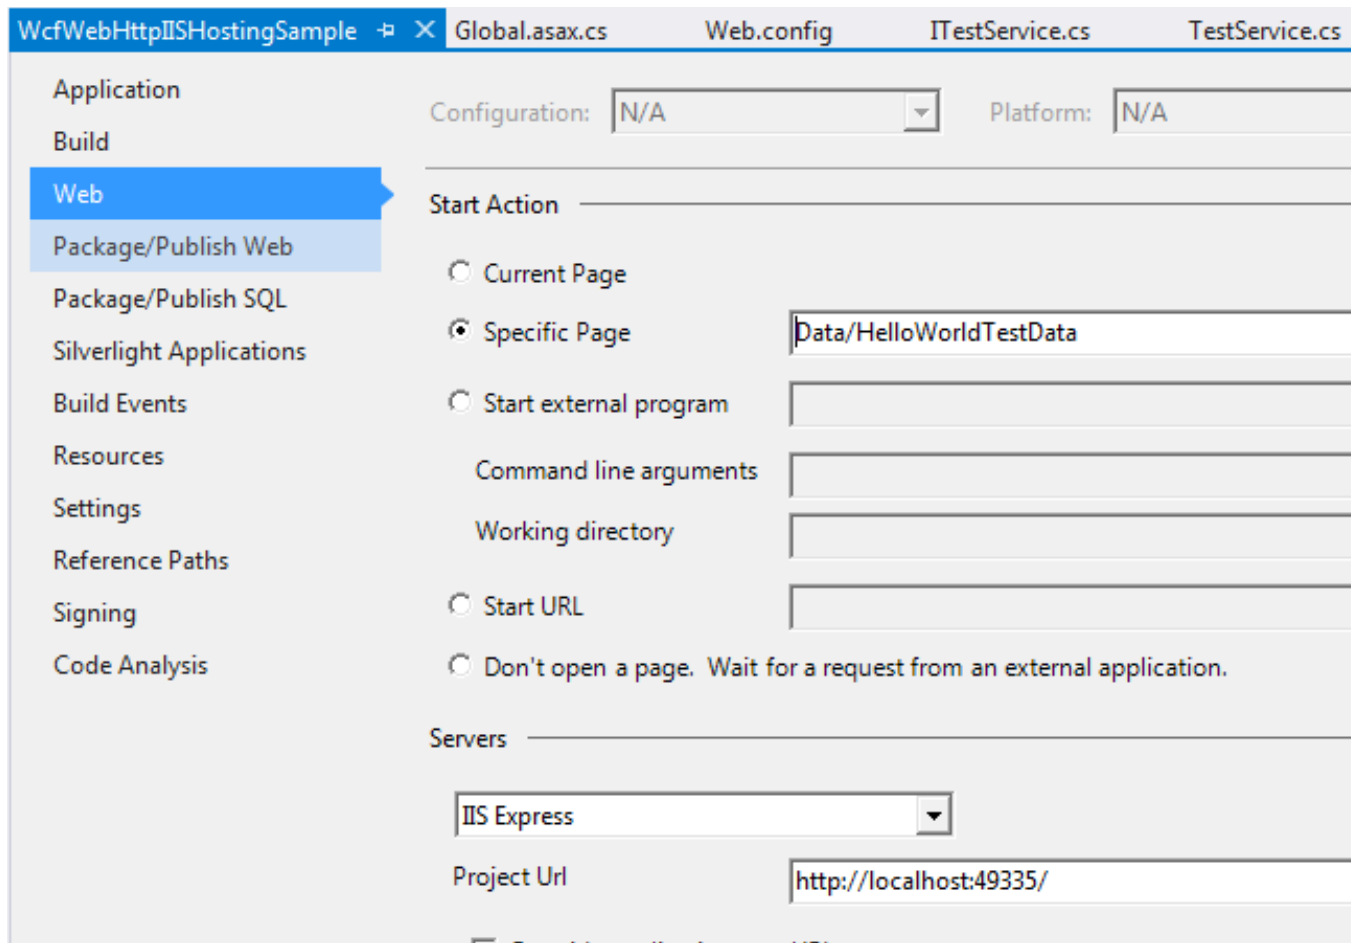 WcfWebHttpIISHostingSample Global.asax.cs Web.config ITestService.cs TestService.cs
Application
Build
Web
Package/Publish Web
Package/Publish SQL
Silverlight Applications
Build Events
Resources
Settings
Reference Paths
Signing
Code Analysis
Configuration: N/A Platform: N/A
Start Action
Current Page
Specific Page Data/HelloWorldTestData
Start external program
Command line arguments
Working directory
Start URL
Don't open a page. Wait for a request from an external application.
Servers
IIS Express
Project Url http://localhost:49335/